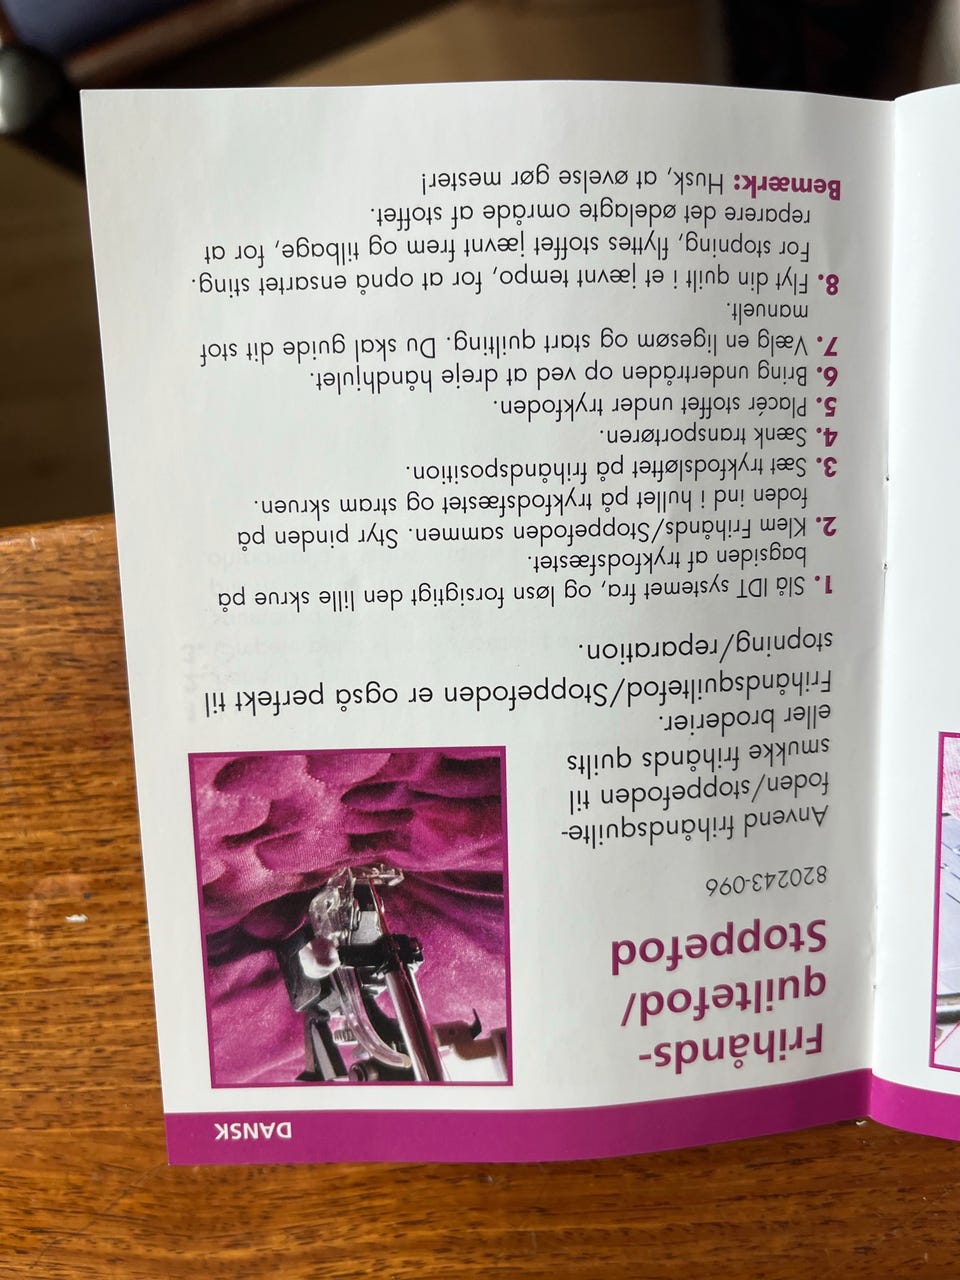 DANSK
Frihånds-
quiltefod/
Stoppefod
820243-096
Anvend frihåndsquilte-
foden/stoppefoden til
smukke frihånds quilts
eller broderier.
Frihåndsquiltefod/Stoppefoden er også perfekt til
stopning/reparation.
1. Slå IDT systemet fra, og løsn forsigtigt den lille skrue på
bagsiden af trykfodsfæstet.
2. Klem Frihånds/Stoppefoden sammen. Styr pinden på
foden ind i hullet på trykfodsfæstet og stram skruen.
3. Sæt trykfodsløftet på frihåndsposition.
4. Sænk transportøren.
5. Placér stoffet under trykfoden.
6. Bring undertråden op ved at dreje håndhjulet.
7. Vælg en ligesøm og start quilting. Du skal guide dit stof
manuelt.
8. Flyt din quilt i et jævnt tempo, for at opnå ensartet sting.
For stopning, flyttes stoffet jævnt frem og tilbage, for at
reparere det ødelagte område af stoffet.
Bemærk: Husk, at øvelse gør mester!